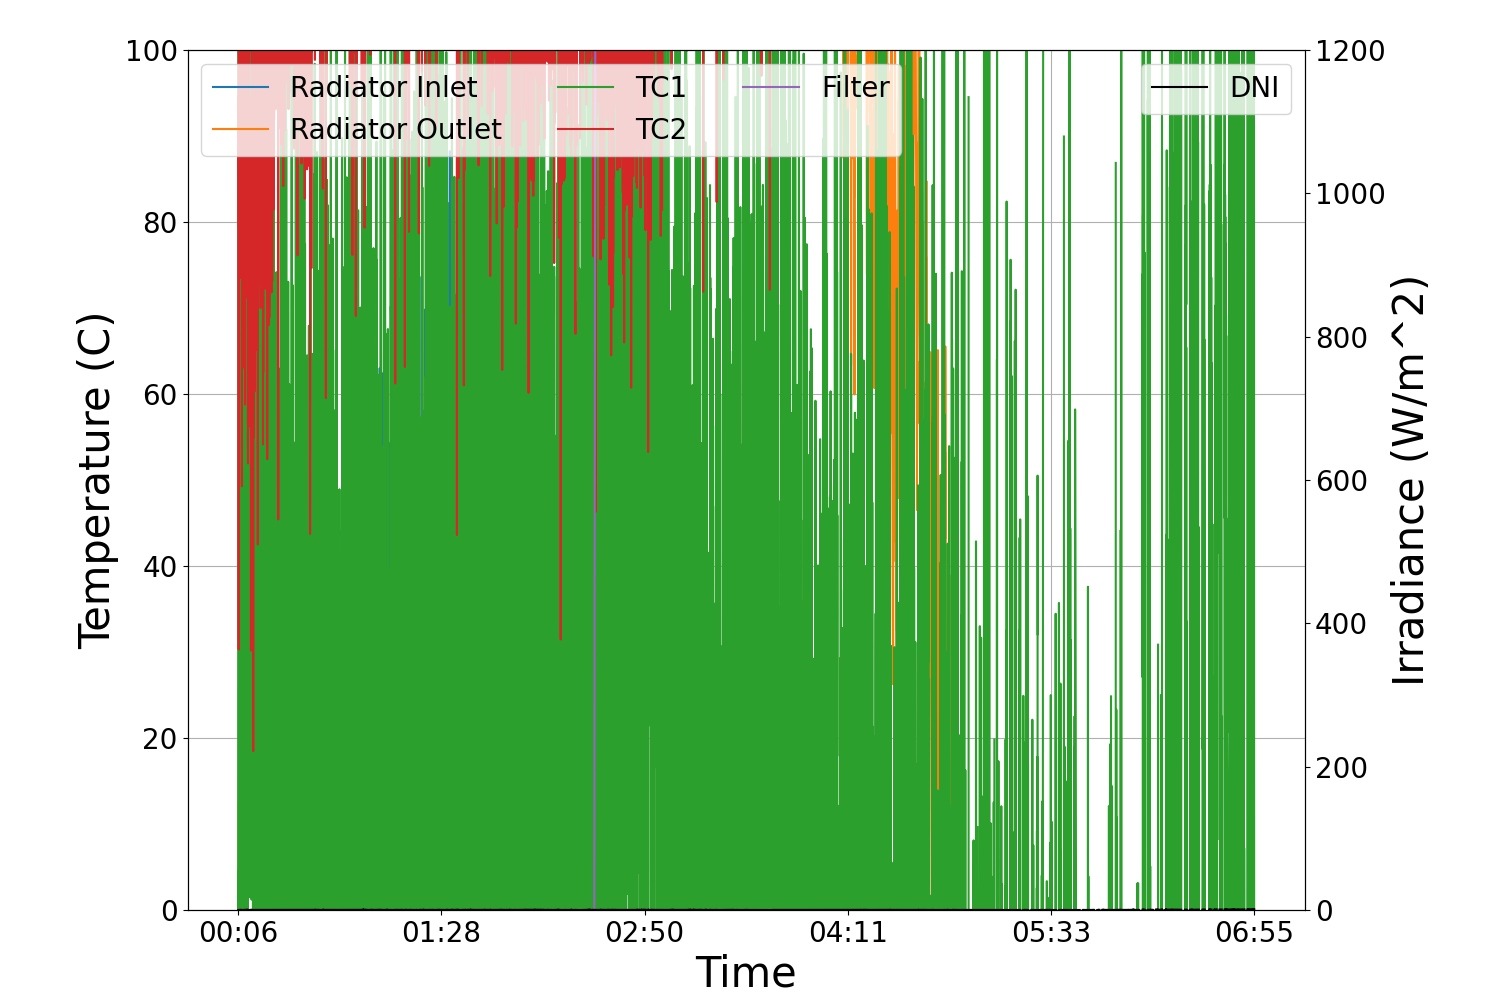 100
80
60
40
20
0
Temperature (C)
Radiator Inlet
Radiator Outlet
TC1
TC2
Filter
DNI
1200
1000
800
600
400
200
0
Irradiance (W/m^2)
00:06
01:28
02:50
04:11
05:33
06:55
Time